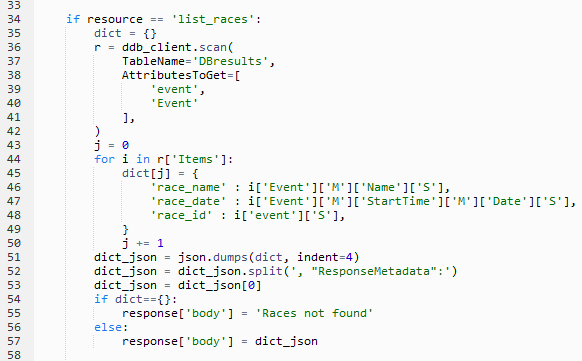 33
34 if resource == 'list_races':
35 dict = {}
36 r = ddb_client.scan(
37 TableName='DBresults',
38 AttributesToGet=[
39 'event',
40 'Event'
41 ],
42 )
43 j = 0
44 for i in r['Items']:
45 dict[j] = {
46 'race_name' : i['Event']['M']['Name']['S'],
47 'race_date' : i['Event']['M']['StartTime']['M']['Date']['S'],
48 'race_id' : i['event']['S'],
49 }
50 j += 1
51 dict_json = json.dumps(dict, indent=4)
52 dict_json = dict_json.split(', "ResponseMetadata":')
53 dict_json = dict_json[0]
54 if dict=={}:
55 response['body'] = 'Races not found'
56 else:
57 response['body'] = dict_json
58